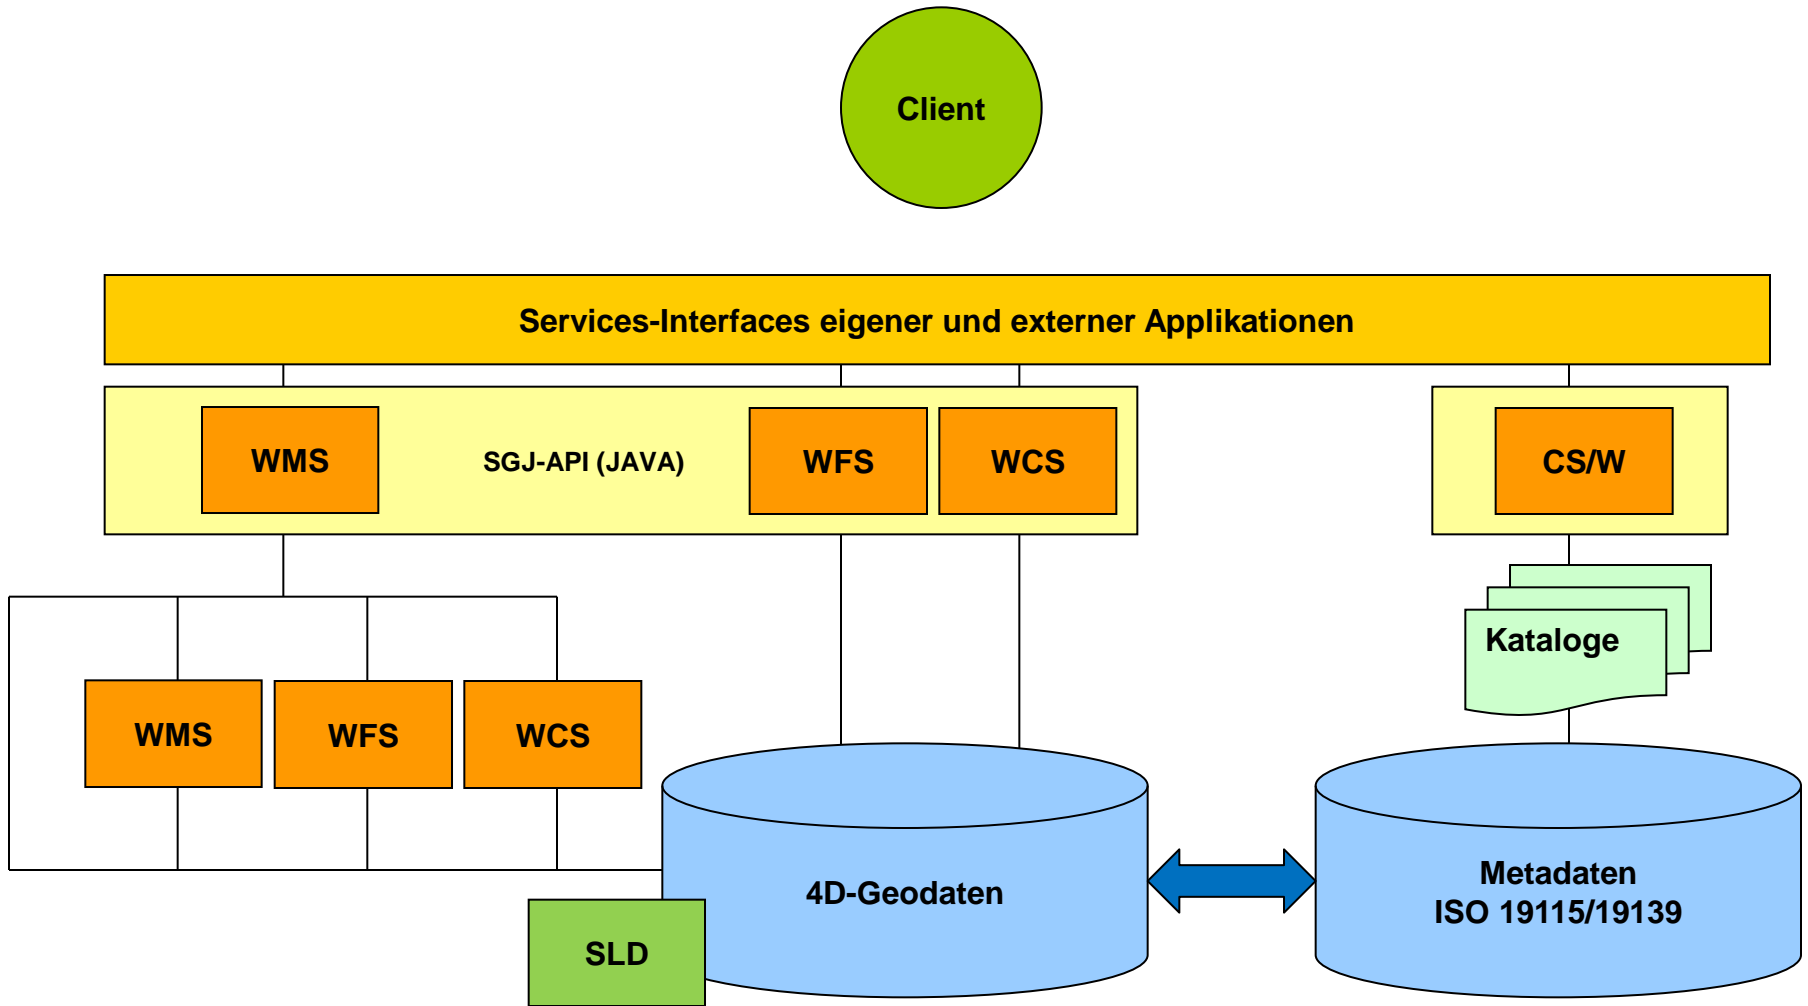 Client
Services-Interfaces eigener und externer Applikationen
WMS
SGJ-API (JAVA)
WFS
WCS
CS/W
Kataloge
WMS
WFS
WCS
4D-Geodaten
Metadaten
ISO 19115/19139
SLD